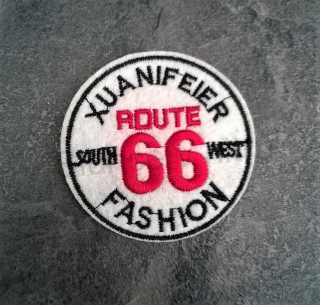 XUANIFEIER
ROUTE
SOUTH 66 WEST
FASHION